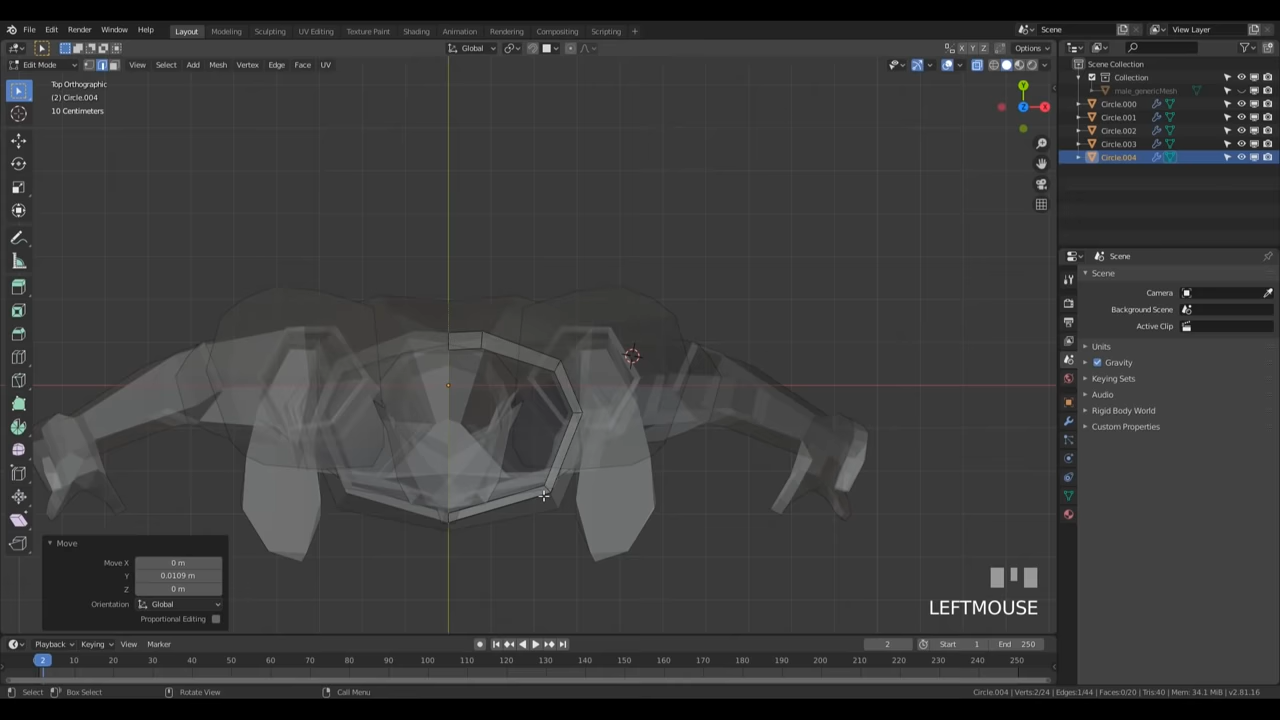 File Edit Render Window Help
Layout Modeling Sculpting UV Editing Texture Paint Shading Animation Rendering Compositing Scripting
Scene
View Layer
Global
X Y Z
Options
Edit Mode
View Select Add Mesh Vertex Edge Face UV
Top Orthographic
(2) Circle.004
10 Centimeters
Y
Z
X
Scene Collection
Collection
male_genericMesh
Circle.000
Circle.001
Circle.002
Circle.003
Circle.004
Scene
Scene
Camera
Background Scene
Active Clip
Units
Gravity
Keying Sets
Audio
Rigid Body World
Custom Properties
Move
Move X 0 m
Y 0.0109 m
Z 0 m
Orientation Global
Proportional Editing
LEFTMOUSE
Playback Keying View Marker
2 Start 1 End 250
2 10 20 30 40 50 60 70 80 90 100 110 120 130 140 150 160 170 180 190 200 210 220 230 240 250
Select Box Select Rotate View Call Menu
Circle.004 | Verts:2/24 | Edges:1/44 | Faces:0/20 | Tris:40 | Mem: 34.1 MiB | v2.81.16